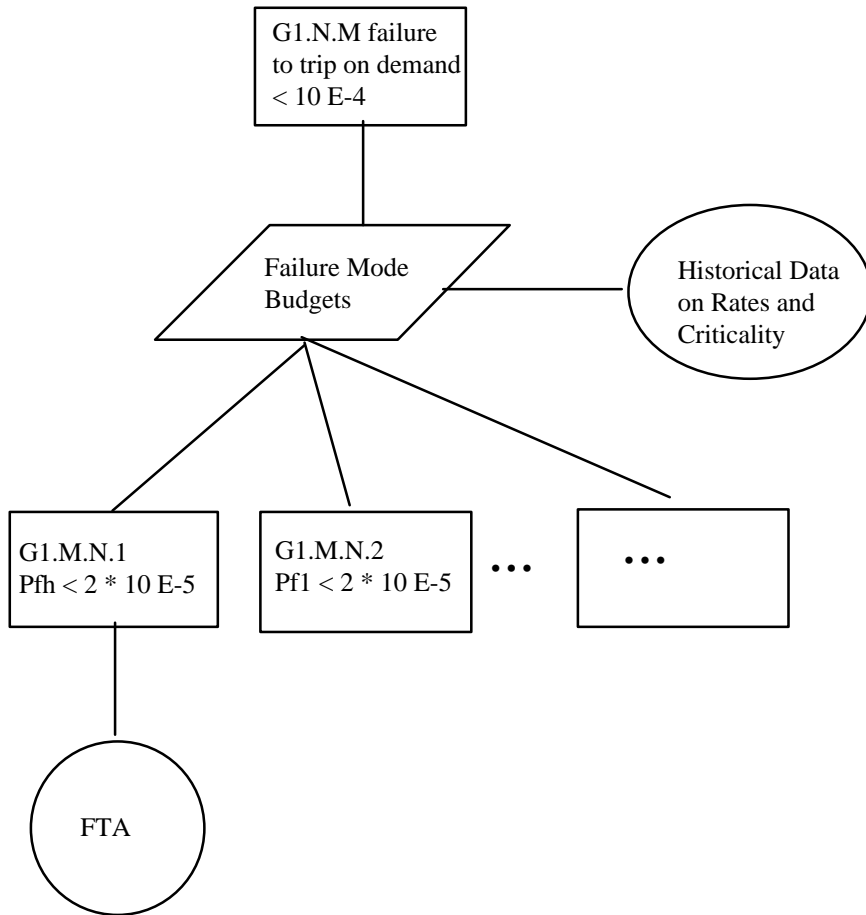 G1.N.M failure
to trip on demand
< 10 E-4
Failure Mode
Budgets
Historical Data
on Rates and
Criticality
G1.M.N.1
Pfh < 2 * 10 E-5
G1.M.N.2
Pf1 < 2 * 10 E-5
...
...
FTA